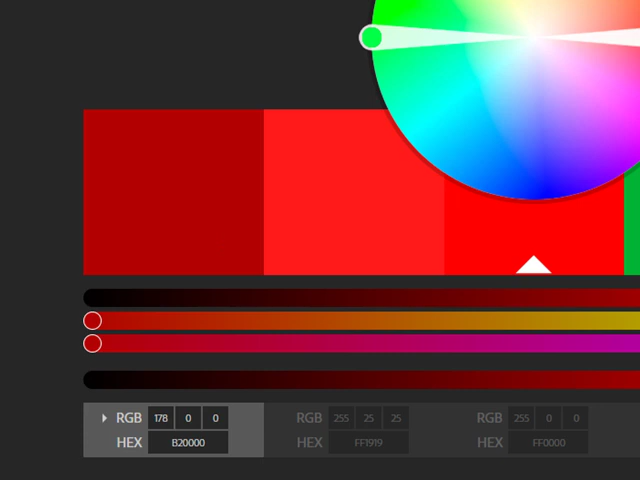 RGB 178 0 0
HEX B20000
RGB 255 25 25
HEX FF1919
RGB 255 0 0
HEX FF0000